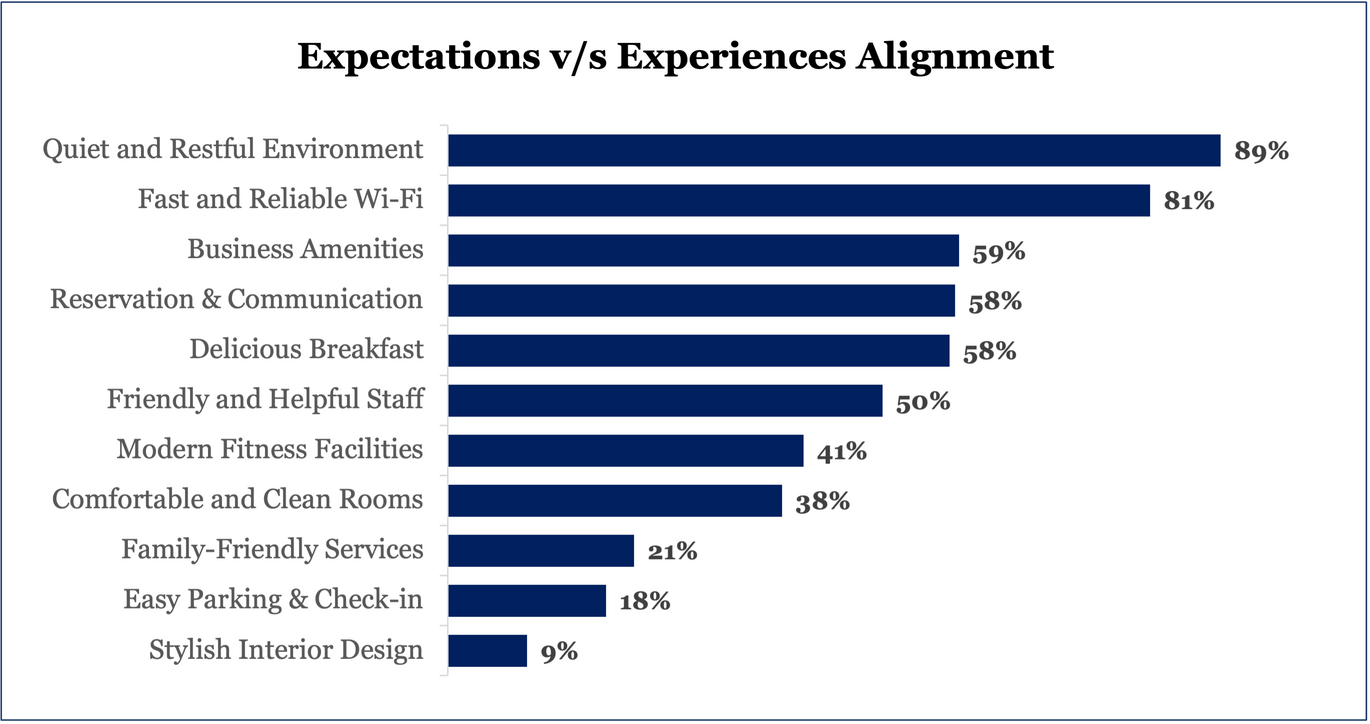 Expectations v/s Experiences Alignment
Quiet and Restful Environment 89%
Fast and Reliable Wi-Fi 81%
Business Amenities 59%
Reservation & Communication 58%
Delicious Breakfast 58%
Friendly and Helpful Staff 50%
Modern Fitness Facilities 41%
Comfortable and Clean Rooms 38%
Family-Friendly Services 21%
Easy Parking & Check-in 18%
Stylish Interior Design 9%